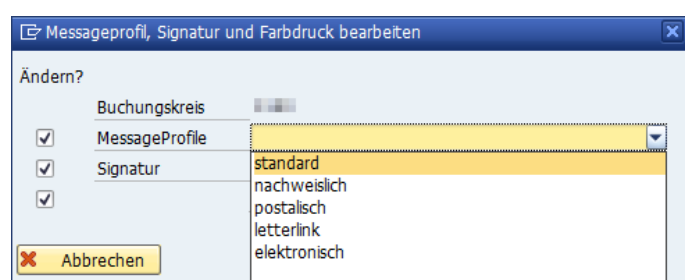 Messageprofil, Signatur und Farbdruck bearbeiten
Ändern?
Buchungskreis
MessageProfile
Signatur
standard
nachweislich
postalisch
letterlink
elektronisch
Abbrechen